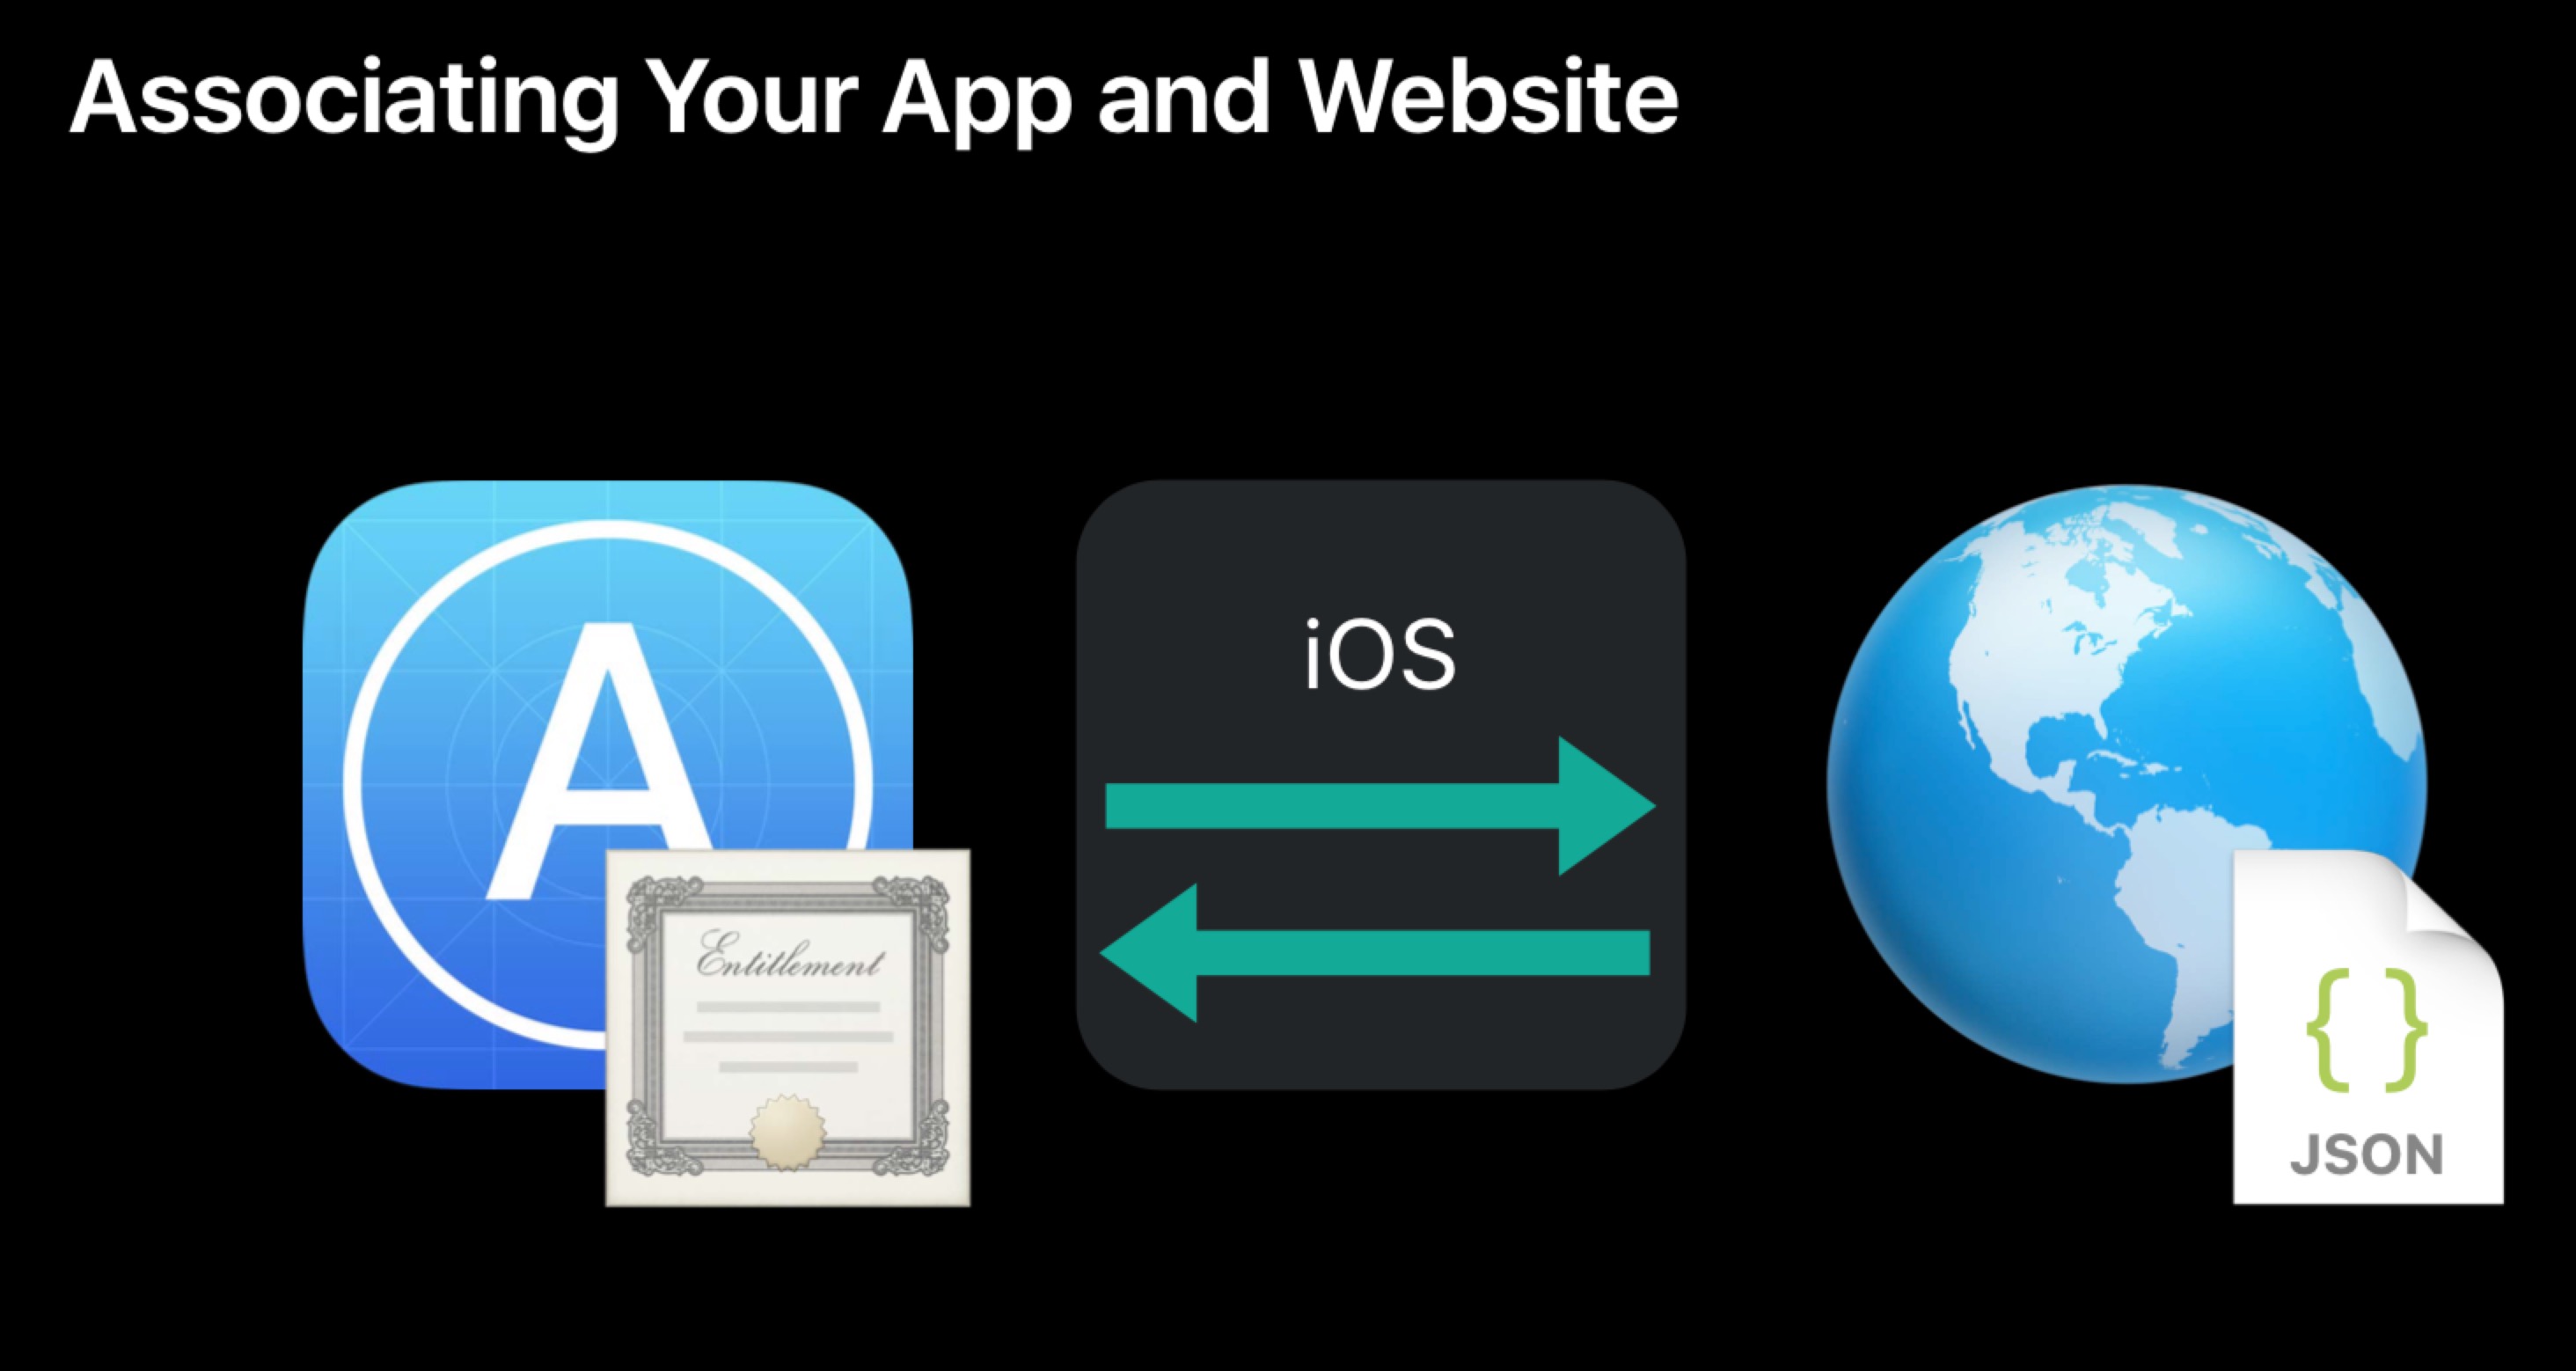 Associating Your App and Website
A
iOS
Entitlement
{ }
JSON